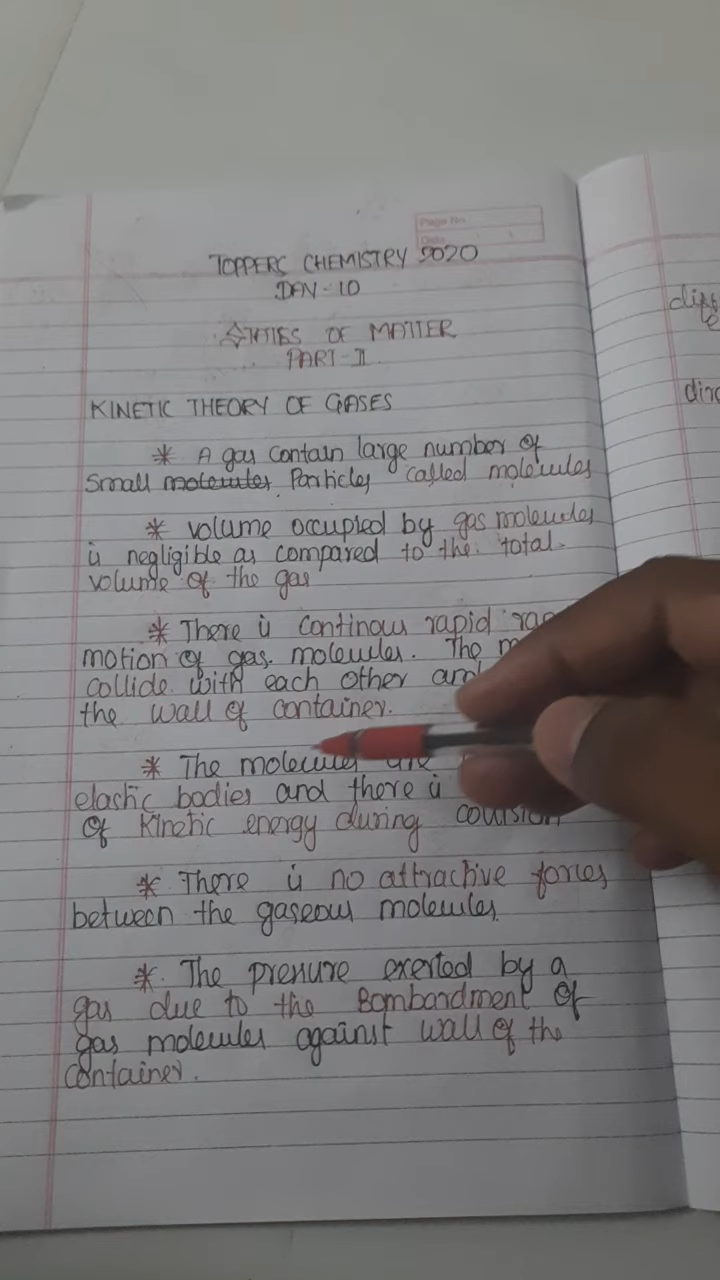 Page No.
Date
TOPPERS CHEMISTRY 2020
DAY-10
STATES OF MATTER
PART-II
KINETIC THEORY OF GASES
* A gas contain large number of
small molecules Particles called molecules
* volume occupied by gas molecules
is negligible as compared to the total
volume of the gas
* There is continous rapid
motion of gas molecules. The
collide with each other and
the wall of container.
* The molecules are
elastic bodies and there is
of Kinetic energy during collision
* There is no attractive forces
between the gaseous molecules
* The pressure exerted by a
gas due to the Bombardment of
gas molecules against wall of the
container.